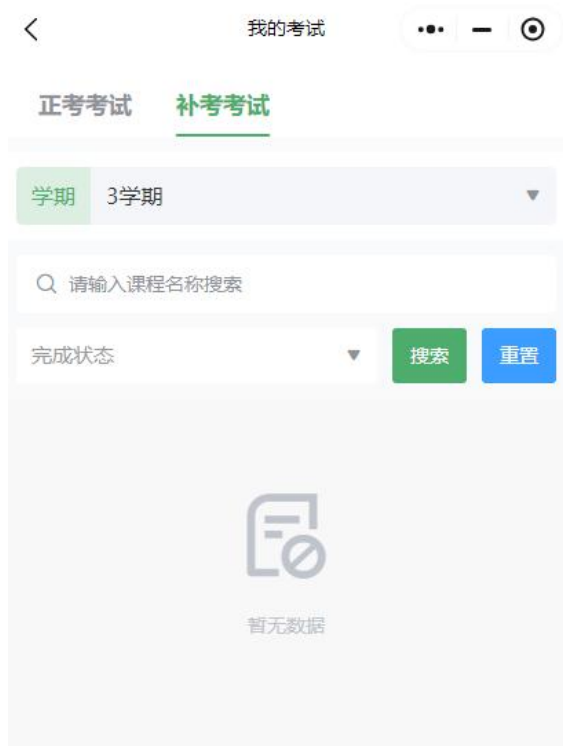 我的考试
正考考试 补考考试
学期 3学期
请输入课程名称搜索
完成状态 搜索 重置
暂无数据